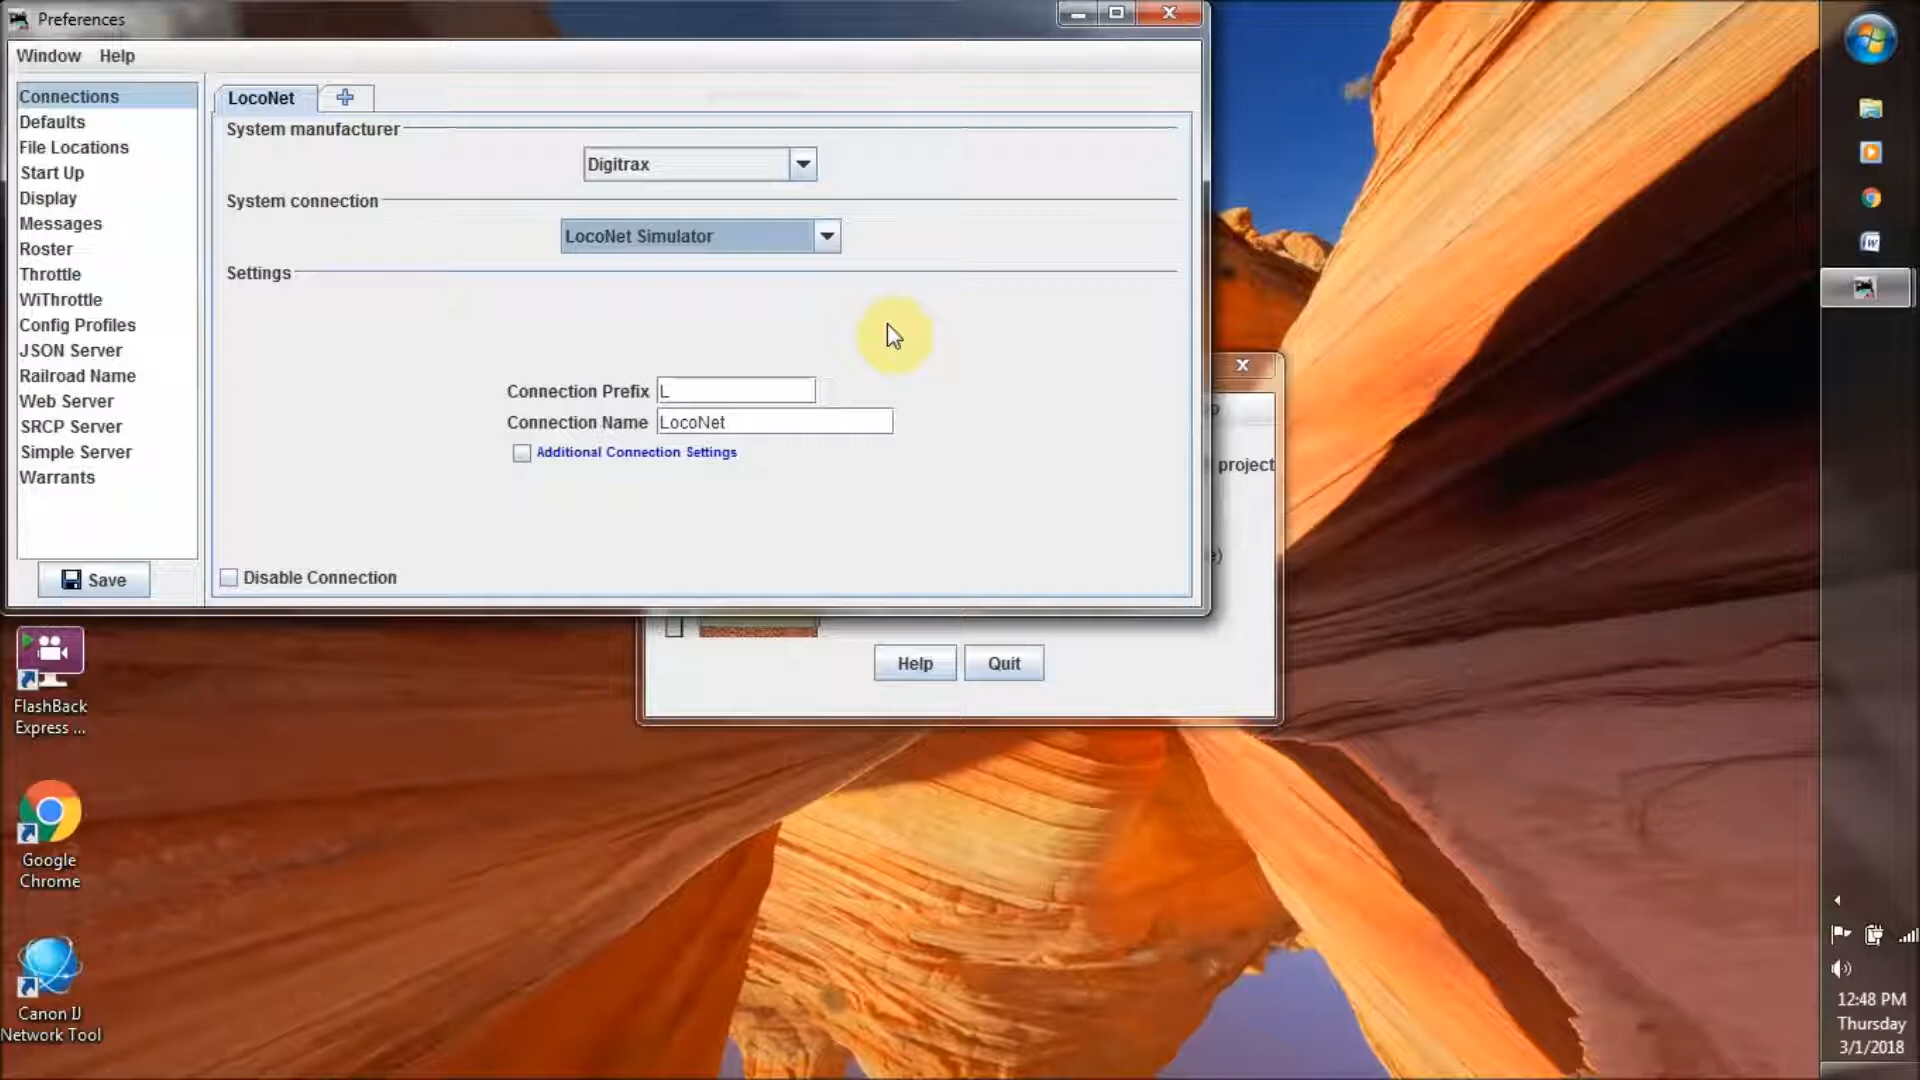 Preferences
Window Help
Connections
Defaults
File Locations
Start Up
Display
Messages
Roster
Throttle
WiThrottle
Config Profiles
JSON Server
Railroad Name
Web Server
SRCP Server
Simple Server
Warrants
Save
LocoNet
System manufacturer
Digitrax
System connection
LocoNet Simulator
Settings
Connection Prefix L
Connection Name LocoNet
Additional Connection Settings
Disable Connection
project
e)
Help Quit
FlashBack
Express ...
Google
Chrome
Canon IJ
Network Tool
12:48 PM
Thursday
3/1/2018